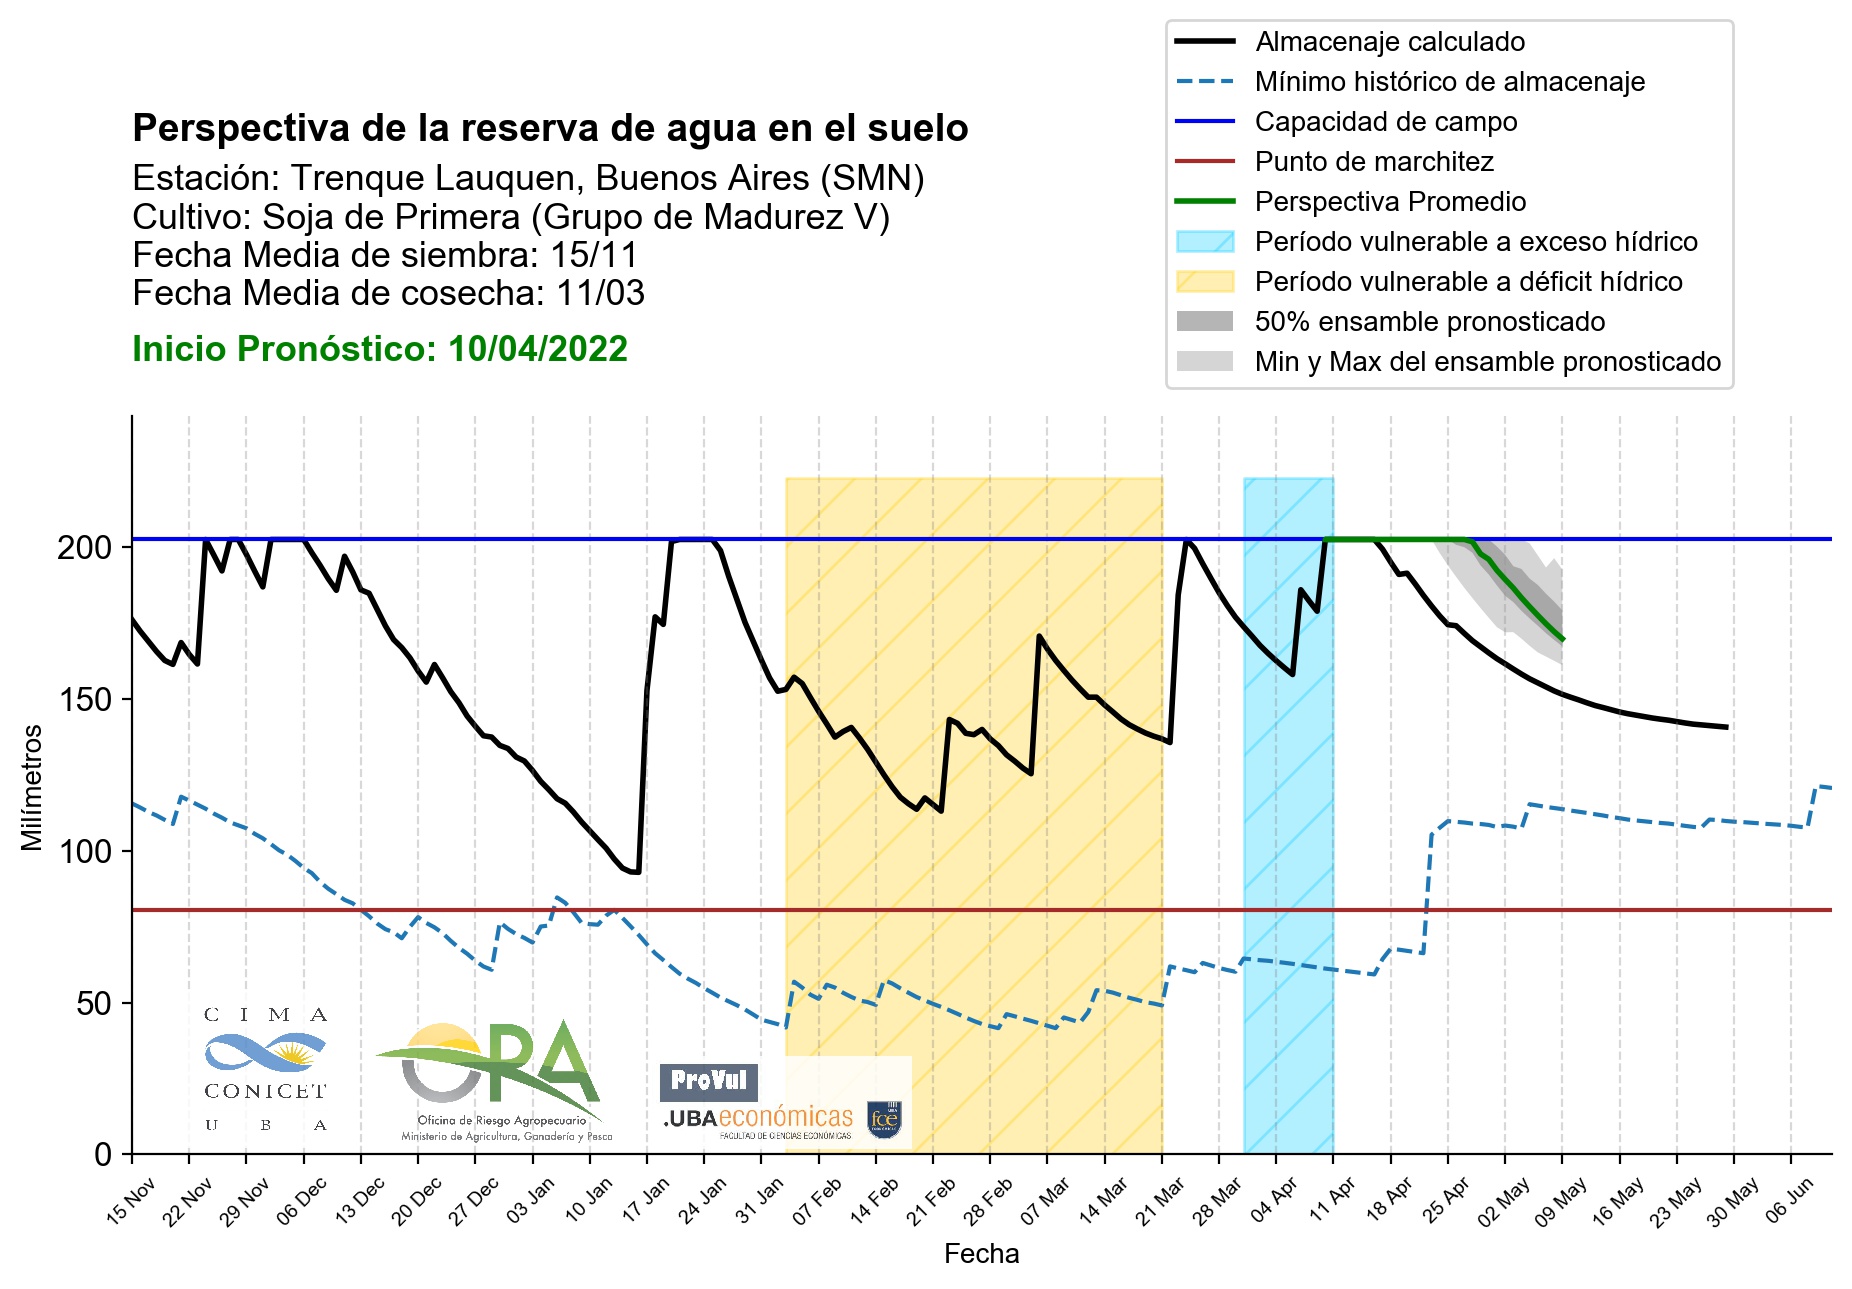 Almacenaje calculado
Mínimo histórico de almacenaje
Capacidad de campo
Punto de marchitez
Perspectiva Promedio
Período vulnerable a exceso hídrico
Período vulnerable a déficit hídrico
50% ensamble pronosticado
Min y Max del ensamble pronosticado
Perspectiva de la reserva de agua en el suelo
Estación: Trenque Lauquen, Buenos Aires (SMN)
Cultivo: Soja de Primera (Grupo de Madurez V)
Fecha Media de siembra: 15/11
Fecha Media de cosecha: 11/03
Inicio Pronóstico: 10/04/2022
Milímetros
200
150
100
50
0
CIMA
CONICET
UBA
ORA
Oficina de Riesgo Agropecuario
Ministerio de Agricultura, Ganadería y Pesca
ProVul
.UBAeconómicas
FACULTAD DE CIENCIAS ECONÓMICAS
fce
15 Nov
22 Nov
29 Nov
06 Dec
13 Dec
20 Dec
27 Dec
03 Jan
10 Jan
17 Jan
24 Jan
31 Jan
07 Feb
14 Feb
21 Feb
28 Feb
07 Mar
14 Mar
21 Mar
28 Mar
04 Apr
11 Apr
18 Apr
25 Apr
02 May
09 May
16 May
23 May
30 May
06 Jun
Fecha